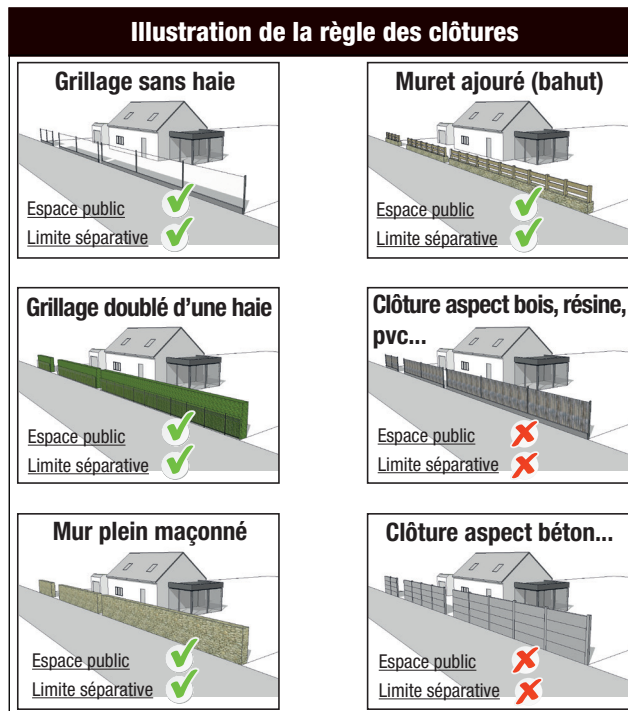 Illustration de la règle des clôtures
Grillage sans haie
Espace public
Limite séparative
Muret ajouré (bahut)
Espace public
Limite séparative
Grillage doublé d'une haie
Espace public
Limite séparative
Clôture aspect bois, résine,
pvc...
Espace public
Limite séparative
Mur plein maçonné
Espace public
Limite séparative
Clôture aspect béton...
Espace public
Limite séparative